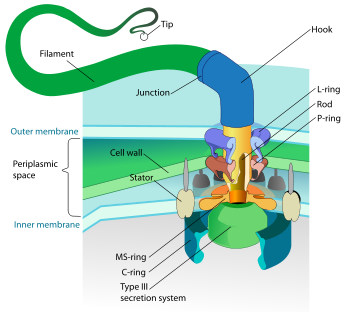 Tip
Hook
Filament
Junction
L-ring
Rod
P-ring
Outer membrane
Cell wall
Periplasmic
space
Stator
Inner membrane
MS-ring
C-ring
Type III
secretion system